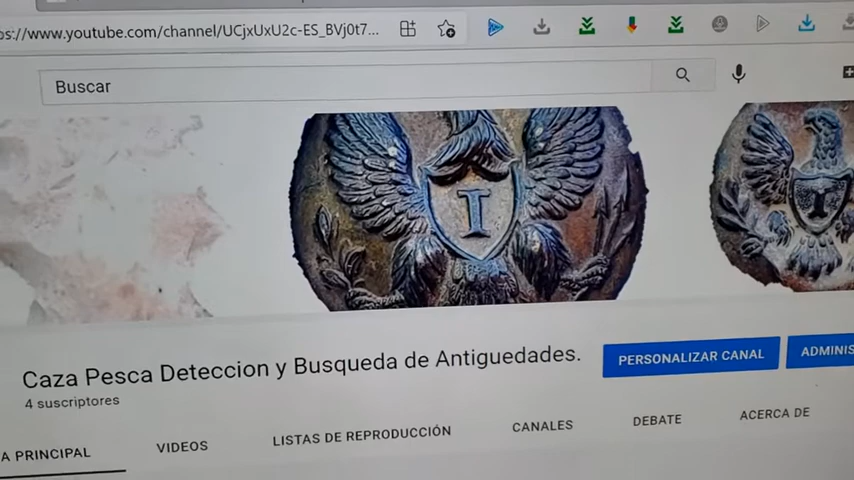 ps://www.youtube.com/channel/UCjxUxU2c-ES_BVj0t7...
Buscar
I
I
Caza Pesca Deteccion y Busqueda de Antiguedades.
4 suscriptores
PERSONALIZAR CANAL
ADMINIS
A PRINCIPAL
VIDEOS
LISTAS DE REPRODUCCIÓN
CANALES
DEBATE
ACERCA DE